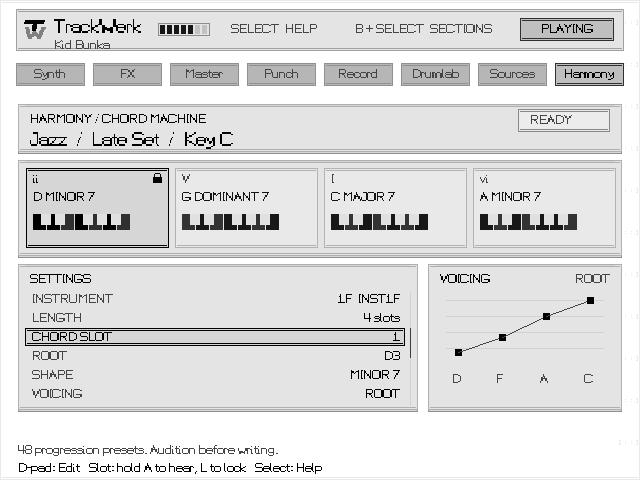 TrackWerk
Kid Bunka
SELECT HELP
B+SELECT SECTIONS
PLAYING
Synth
FX
Master
Punch
Record
Drumlab
Sources
Harmony
HARMONY / CHORD MACHINE
READY
Jazz / Late Set / Key C
ii
D MINOR 7
V
G DOMINANT 7
I
C MAJOR 7
vi
A MINOR 7
SETTINGS
INSTRUMENT 1F INST1F
LENGTH 4 slots
CHORD SLOT 1
ROOT D3
SHAPE MINOR 7
VOICING ROOT
VOICING ROOT
D F A C
48 progression presets. Audition before writing.
D-pad: Edit Slot: hold A to hear, L to lock Select: Help